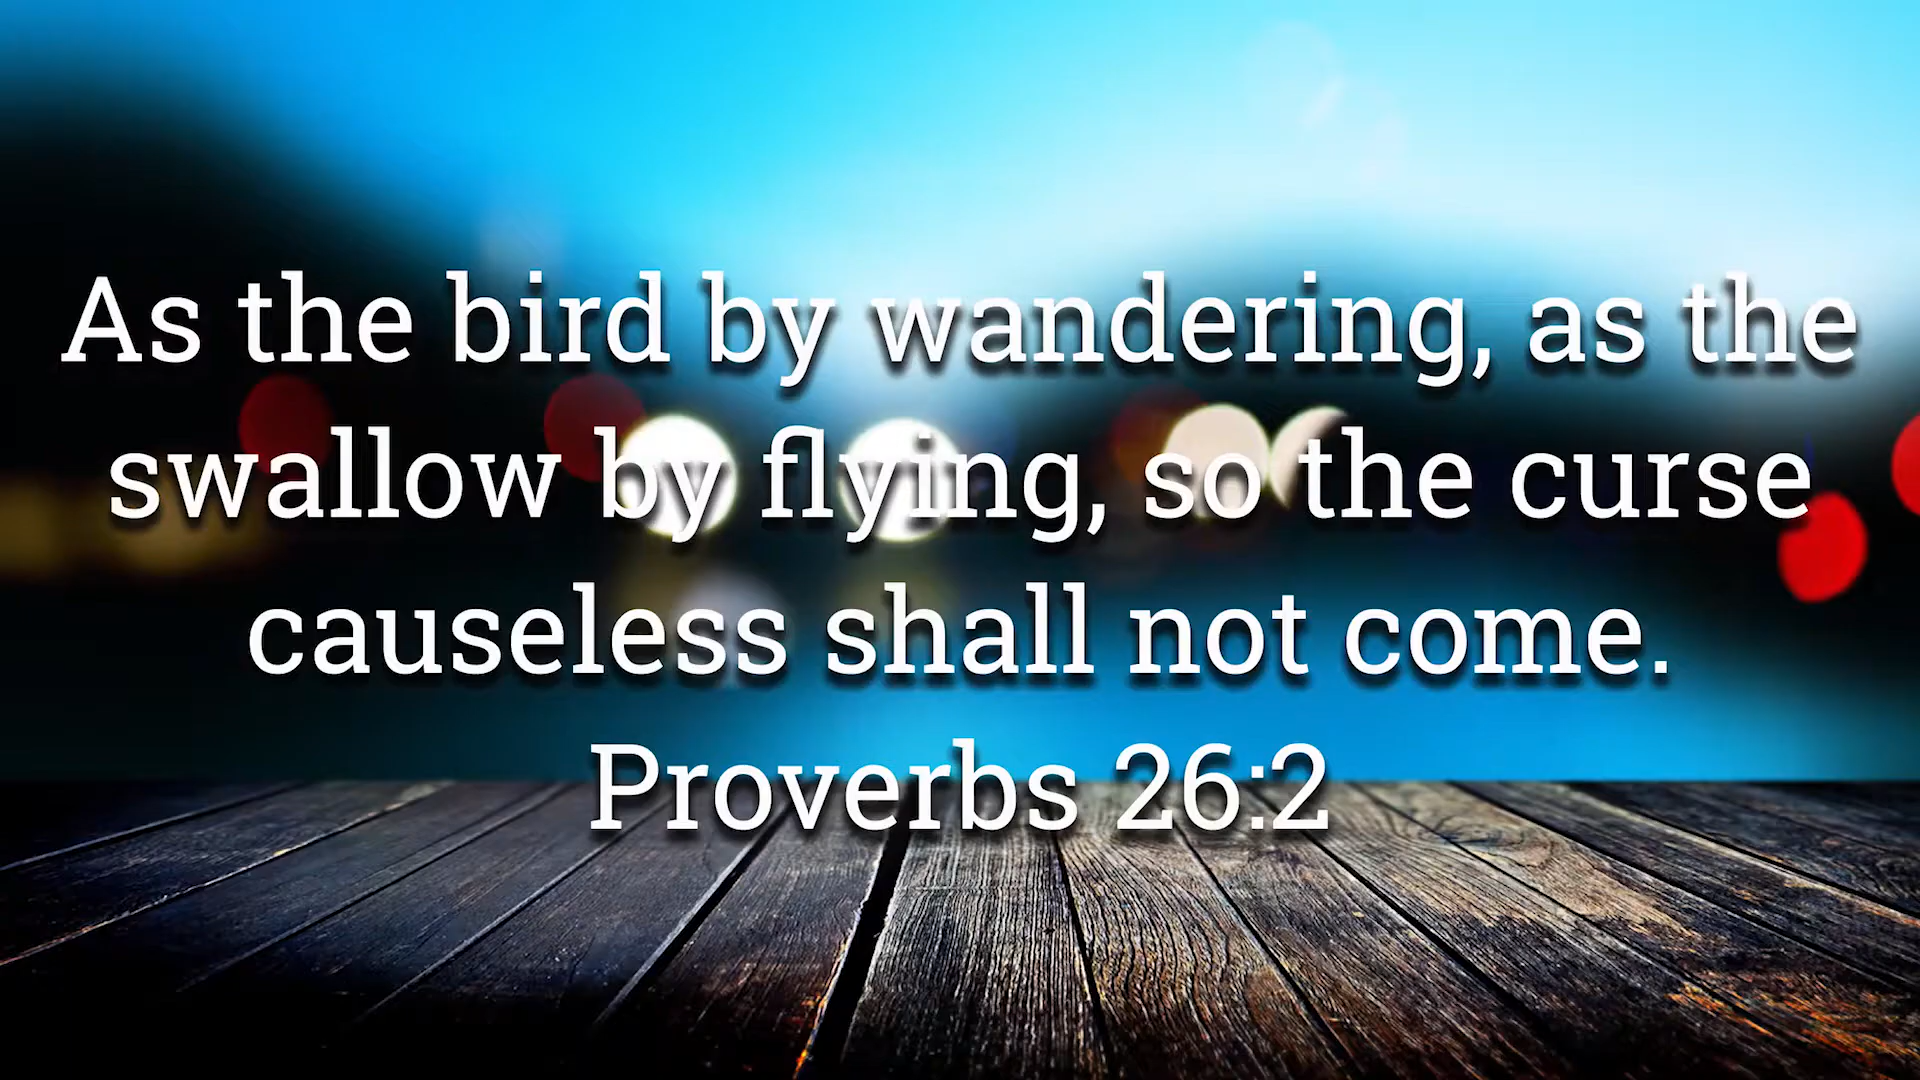 As the bird by wandering, as the
swallow by flying, so the curse
causeless shall not come.
Proverbs 26:2